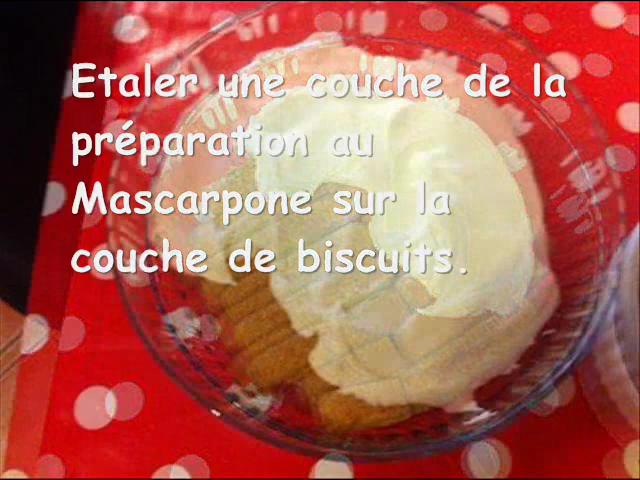 Etaler une couche de la
préparation au
Mascarpone sur la
couche de biscuits.